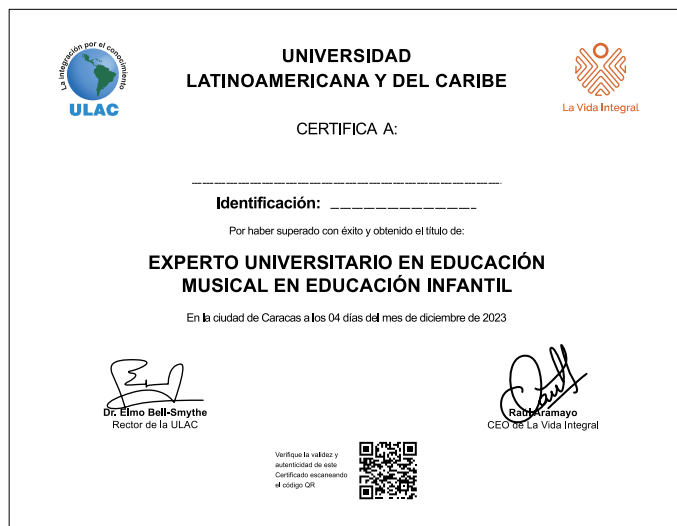 La integración por el conocimiento
ULAC
UNIVERSIDAD
LATINOAMERICANA Y DEL CARIBE
La Vida Integral
CERTIFICA A:
Identificación:
Por haber superado con éxito y obtenido el título de:
EXPERTO UNIVERSITARIO EN EDUCACIÓN
MUSICAL EN EDUCACIÓN INFANTIL
En la ciudad de Caracas a los 04 días del mes de diciembre de 2023
Dr. Elmo Bell-Smythe
Rector de la ULAC
Raúl Aramayo
CEO de La Vida Integral
Verifique la validez y
autenticidad de este
Certificado escaneando
el código QR